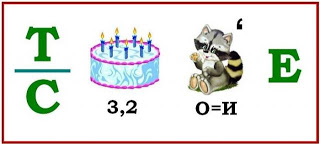 Т
С
3,2
‘
О=И
Е